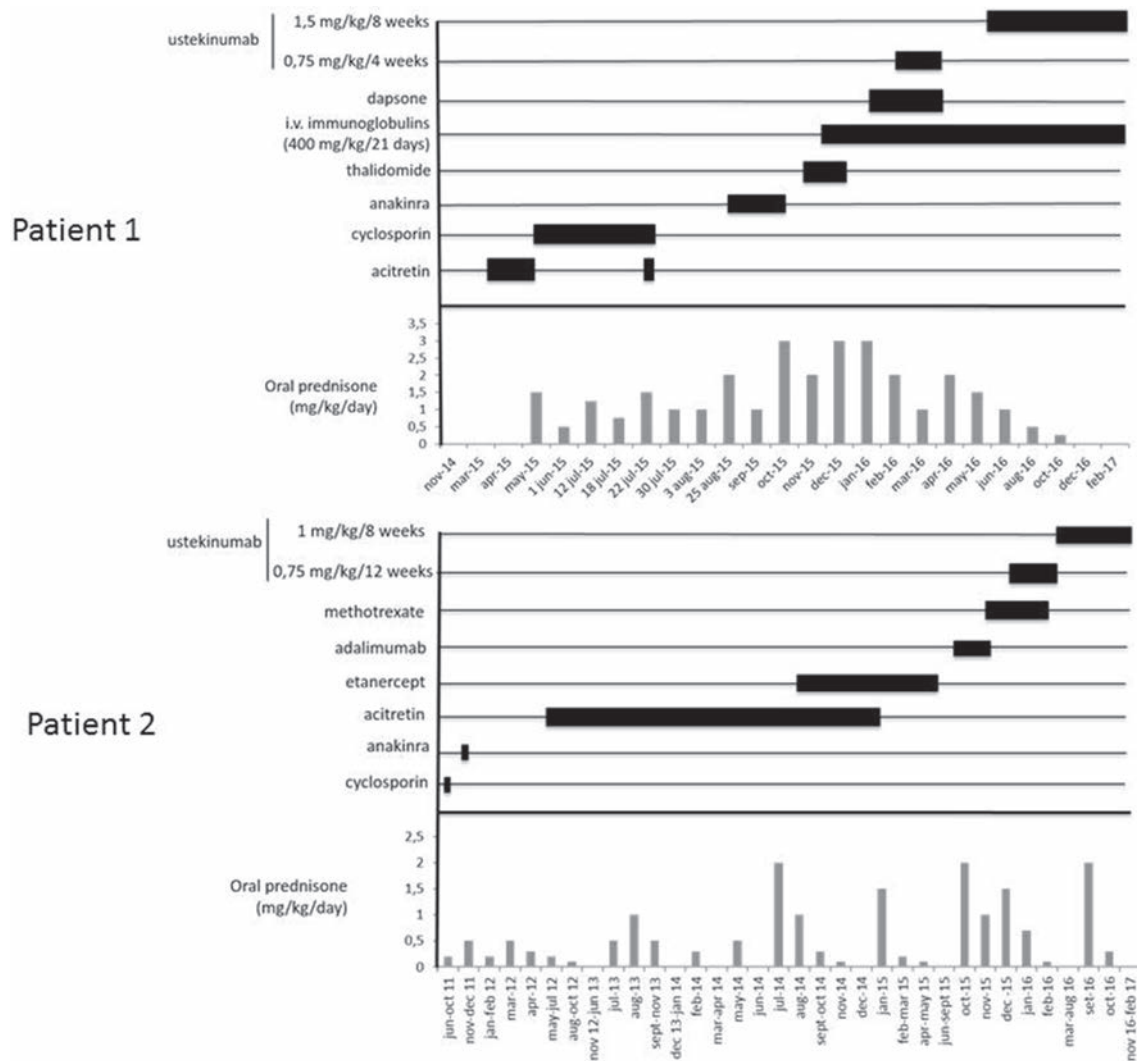 1,5 mg/kg/8 weeks
ustekinumab
0,75 mg/kg/4 weeks
dapsone
i.v. immunoglobulins
(400 mg/kg/21 days)
thalidomide
Patient 1
anakinra
cyclosporin
acitretin
3,5
3
2,5
2
1,5
1
0,5
0
Oral prednisone
(mg/kg/day)
nov-14 mar-15 apr-15 may-15 1 jun-15 12 jul-15 18 jul-15 22 jul-15 30 jul-15 3 aug-15 25 aug-15 sep-15 oct-15 nov-15 dec-15 jan-16 feb-16 mar-16 apr-16 may-16 jun-16 aug-16 oct-16 dec-16 feb-17
1 mg/kg/8 weeks
ustekinumab
0,75 mg/kg/12 weeks
methotrexate
adalimumab
etanercept
Patient 2
acitretin
anakinra
cyclosporin
2,5
2
1,5
1
0,5
0
Oral prednisone
(mg/kg/day)
jun-oct 11 nov-dec 11 jan-feb 12 mar-12 apr-12 may-jul 12 aug-oct 12 nov 12-jun 13 jul-13 aug-13 sept-nov 13 dec 13-jan 14 feb-14 mar-apr 14 may-14 jun-14 jul-14 aug-14 sept-oct 14 nov-14 dec-14 jan-15 feb-mar 15 apr-may 15 jun-sept 15 oct-15 nov-15 dec -15 jan-16 feb-16 mar-aug 16 set-16 oct-16 nov 16-feb 17